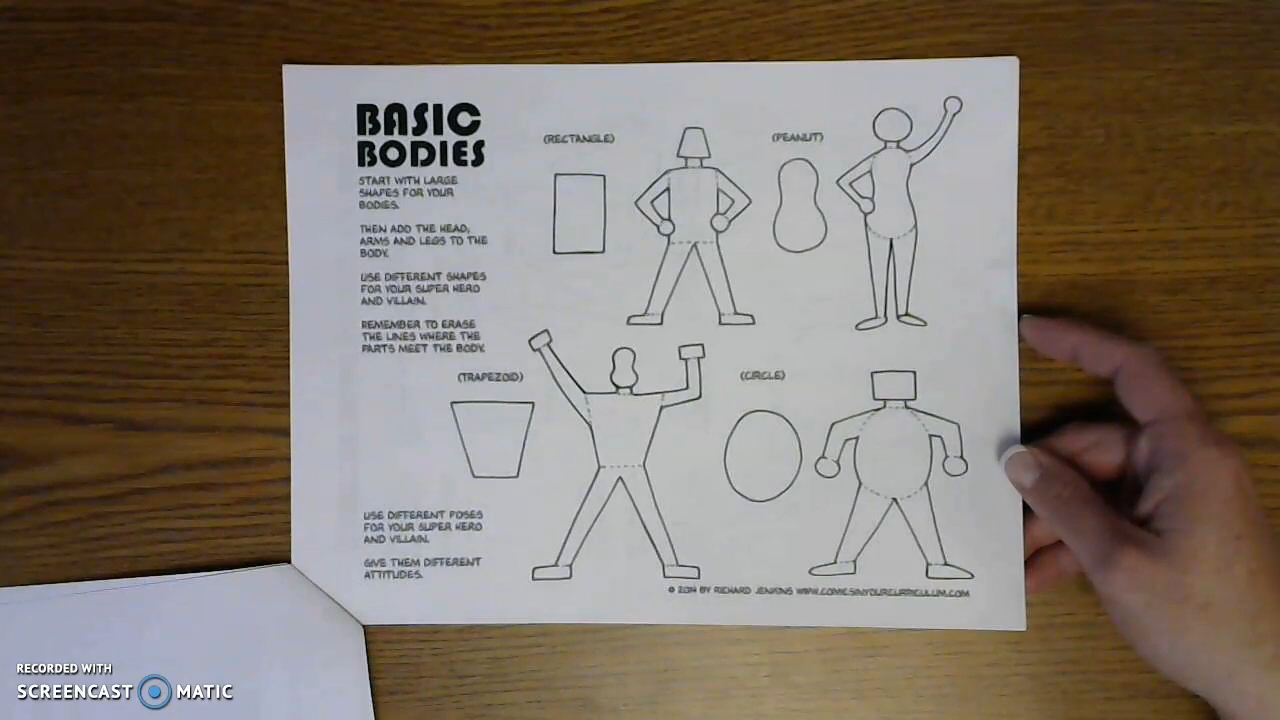 BASIC
BODIES
START WITH LARGE
SHAPES FOR YOUR
BODIES.
THEN ADD THE HEAD,
ARMS AND LEGS TO THE
BODY.
USE DIFFERENT SHAPES
FOR YOUR SUPER HERO
AND VILLAIN.
REMEMBER TO ERASE
THE LINES WHERE THE
PARTS MEET THE BODY.
(RECTANGLE)
(PEANUT)
(TRAPEZOID)
(CIRCLE)
USE DIFFERENT POSES
FOR YOUR SUPER HERO
AND VILLAIN.
GIVE THEM DIFFERENT
ATTITUDES.
© 2014 BY RICHARD JENKINS WWW.COMICSINYOURCURRICULUM.COM
RECORDED WITH
SCREENCAST MATIC